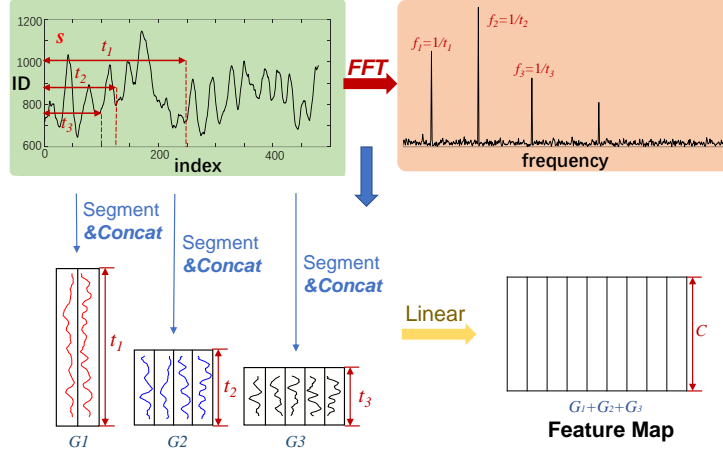 1200
1000
ID
800
600
s
t1
t2
t3
0
200
400
index
FFT
f1=1/t1
f2=1/t2
f3=1/t3
frequency
Segment
&Concat
Segment
&Concat
Segment
&Concat
t1
t2
t3
G1
G2
G3
Linear
C
G1+G2+G3
Feature Map